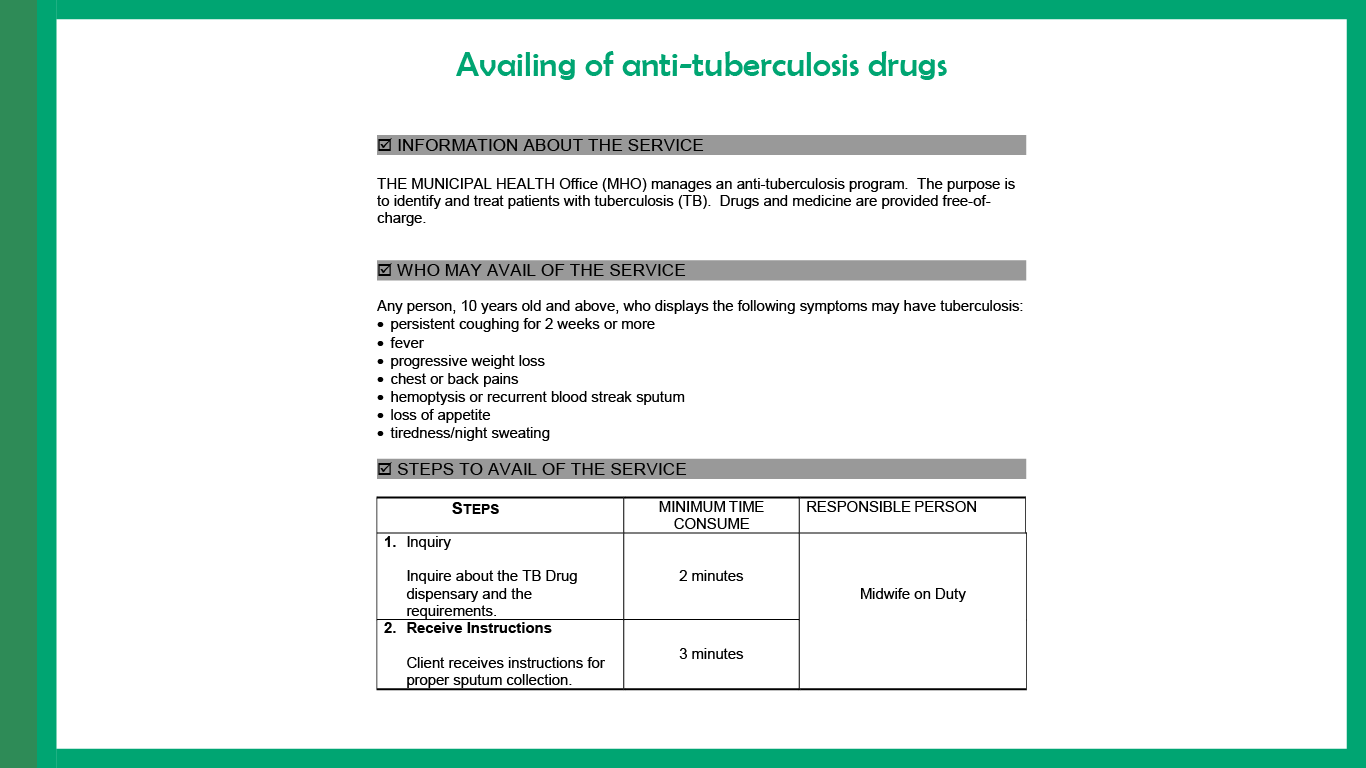 Availing of anti-tuberculosis drugs
☑ INFORMATION ABOUT THE SERVICE
THE MUNICIPAL HEALTH Office (MHO) manages an anti-tuberculosis program.  The purpose is
to identify and treat patients with tuberculosis (TB).  Drugs and medicine are provided free-of-
charge.
☑ WHO MAY AVAIL OF THE SERVICE
Any person, 10 years old and above, who displays the following symptoms may have tuberculosis:
• persistent coughing for 2 weeks or more
• fever
• progressive weight loss
• chest or back pains
• hemoptysis or recurrent blood streak sputum
• loss of appetite
• tiredness/night sweating
☑ STEPS TO AVAIL OF THE SERVICE
STEPS
MINIMUM TIME
CONSUME
RESPONSIBLE PERSON
1. Inquiry
Inquire about the TB Drug
dispensary and the
requirements.
2 minutes
Midwife on Duty
2. Receive Instructions
Client receives instructions for
proper sputum collection.
3 minutes